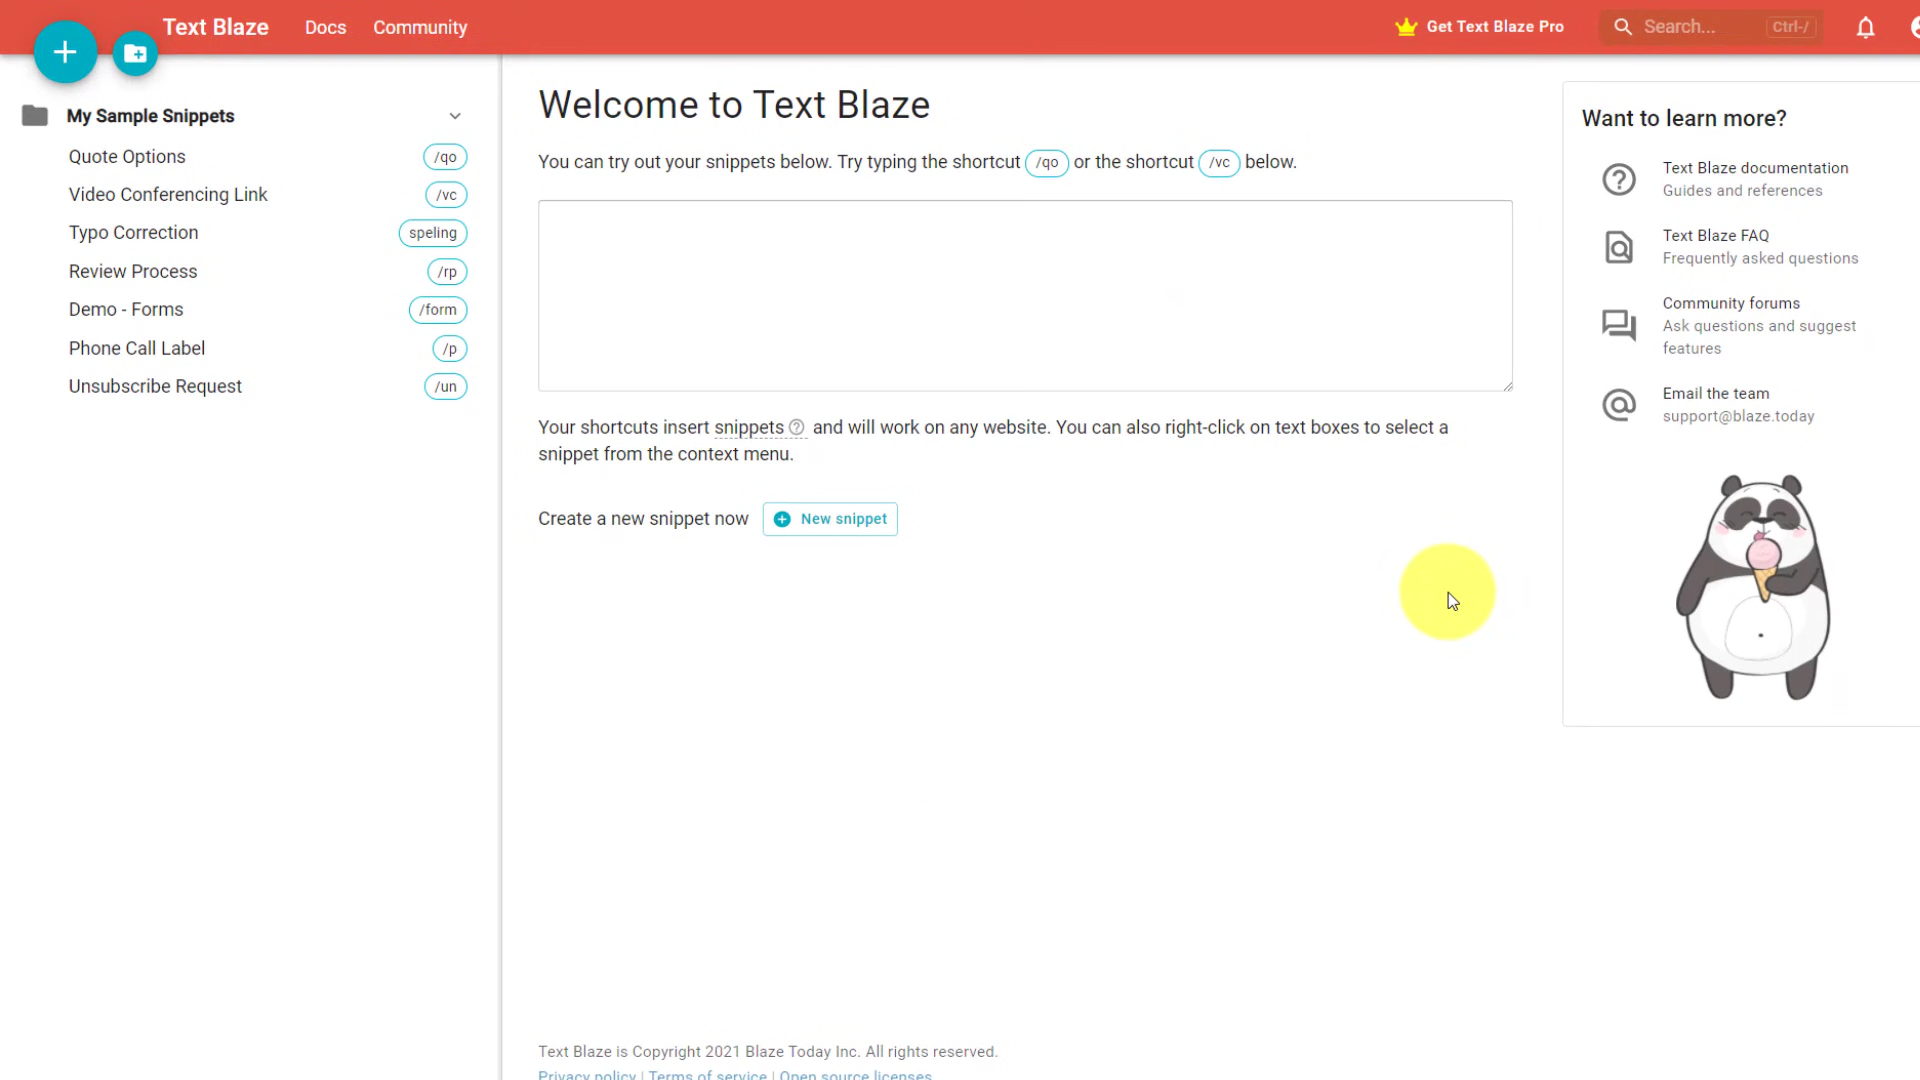 Text Blaze Docs Community Get Text Blaze Pro Search... Ctrl-/
My Sample Snippets
Quote Options /qo
Video Conferencing Link /vc
Typo Correction speling
Review Process /rp
Demo - Forms /form
Phone Call Label /p
Unsubscribe Request /un
Welcome to Text Blaze
You can try out your snippets below. Try typing the shortcut /qo or the shortcut /vc below.
Your shortcuts insert snippets and will work on any website. You can also right-click on text boxes to select a
snippet from the context menu.
Create a new snippet now New snippet
Want to learn more?
Text Blaze documentation
Guides and references
Text Blaze FAQ
Frequently asked questions
Community forums
Ask questions and suggest
features
Email the team
support@blaze.today
Text Blaze is Copyright 2021 Blaze Today Inc. All rights reserved.
Privacy policy | Terms of service | Open source licenses